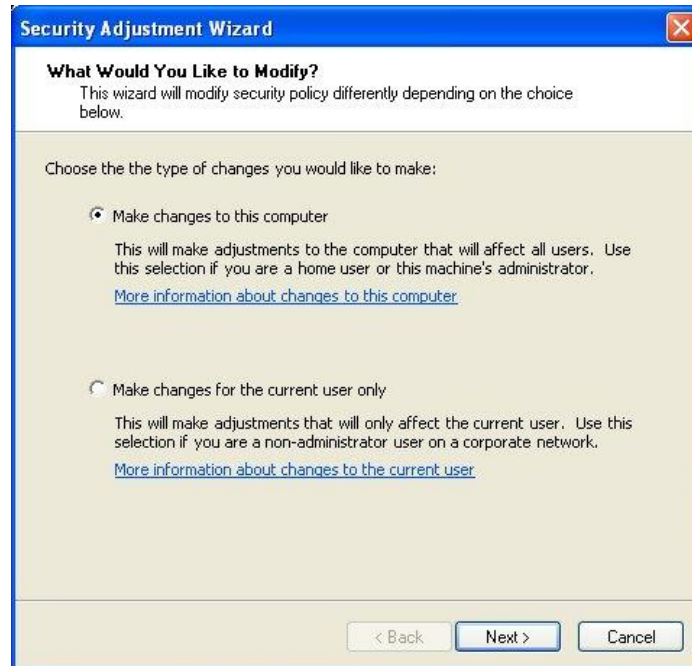 Security Adjustment Wizard
What Would You Like to Modify?
This wizard will modify security policy differently depending on the choice
below.
Choose the the type of changes you would like to make:
Make changes to this computer
This will make adjustments to the computer that will affect all users. Use
this selection if you are a home user or this machine's administrator.
More information about changes to this computer
Make changes for the current user only
This will make adjustments that will only affect the current user. Use this
selection if you are a non-administrator user on a corporate network.
More information about changes to the current user
< Back Next > Cancel